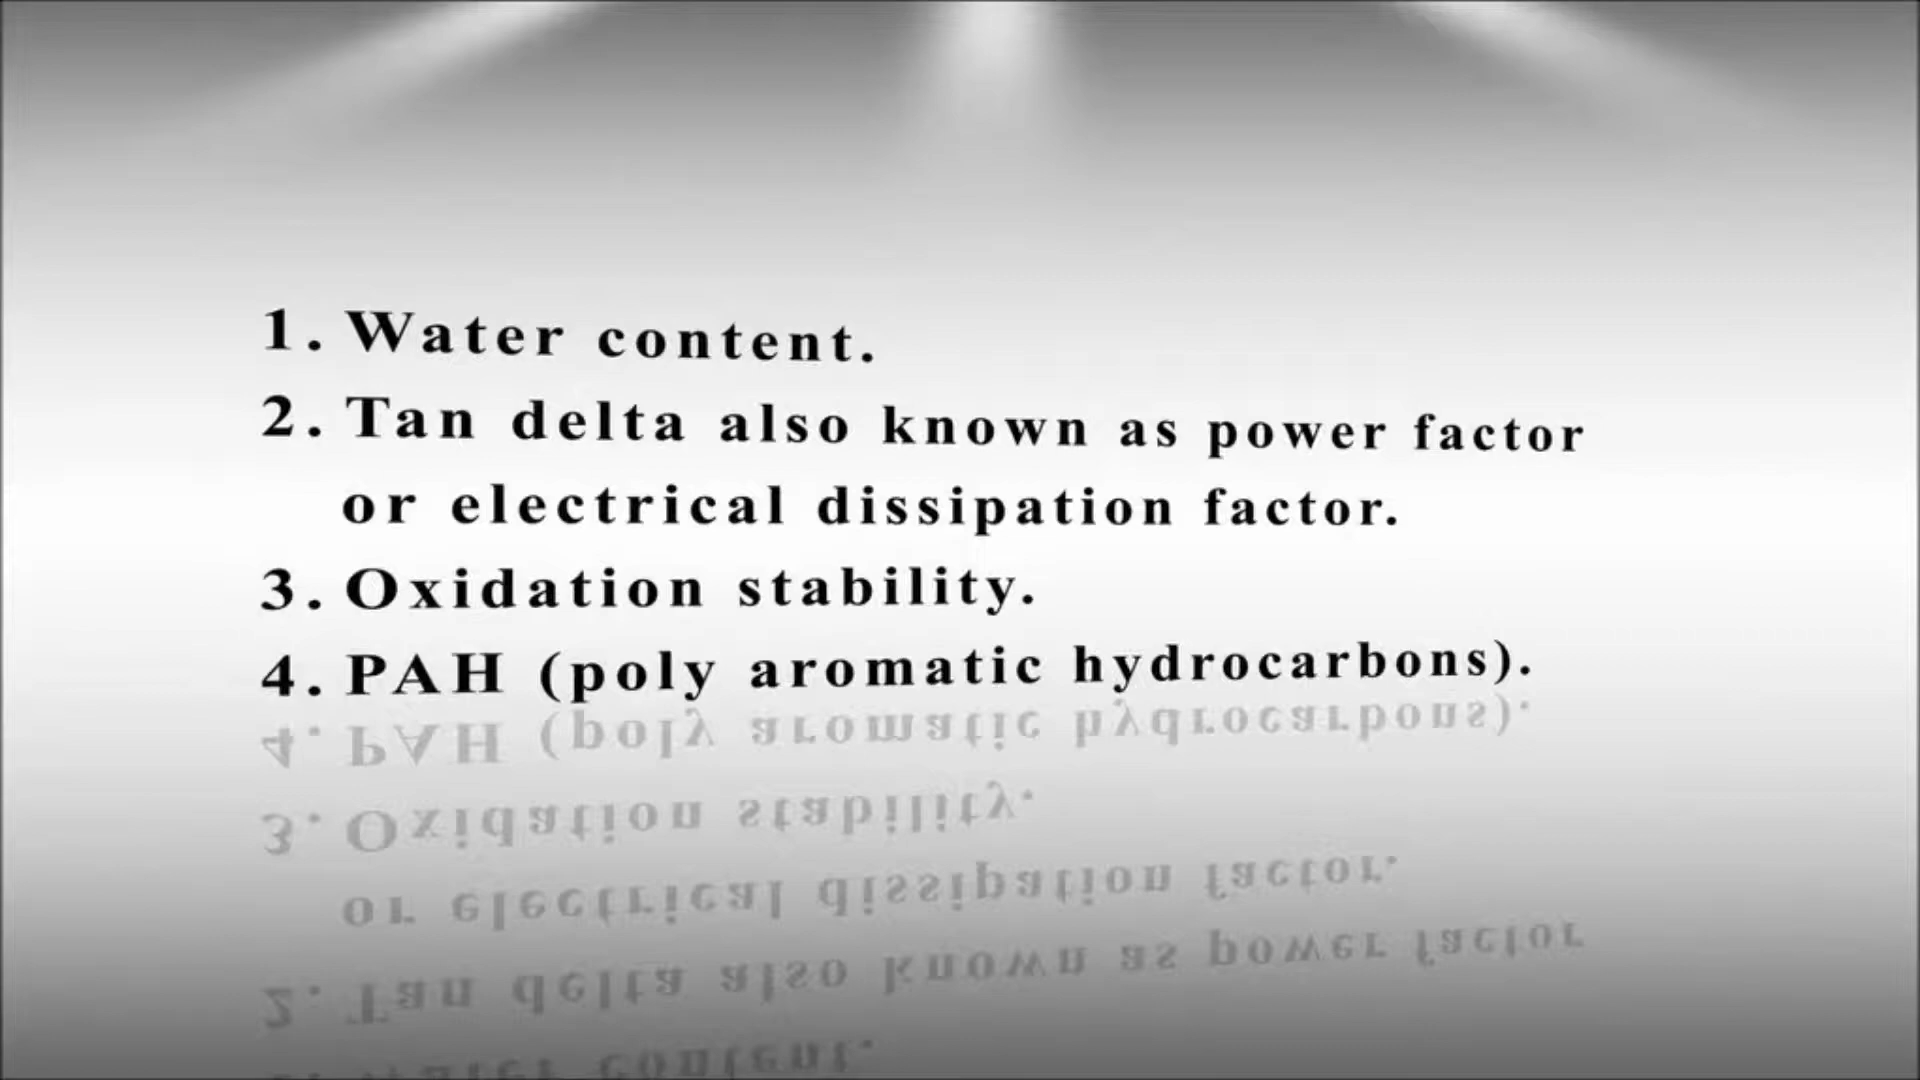 1. Water content.
2. Tan delta also known as power factor
or electrical dissipation factor.
3. Oxidation stability.
4. PAH (poly aromatic hydrocarbons).